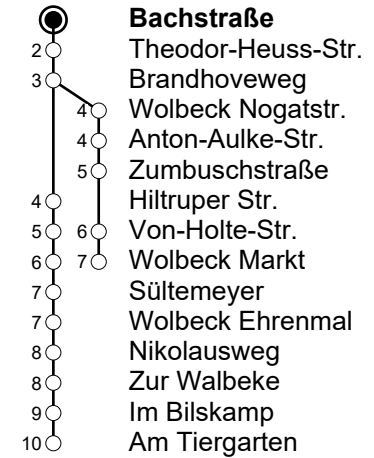 Bachstraße
2 Theodor-Heuss-Str.
3 Brandhoveweg
4 Wolbeck Nogatstr.
4 Anton-Aulke-Str.
5 Zumbuschstraße
4 Hiltruper Str.
5 6 Von-Holte-Str.
6 7 Wolbeck Markt
7 Sültemeyer
7 Wolbeck Ehrenmal
8 Nikolausweg
8 Zur Walbeke
9 Im Bilskamp
10 Am Tiergarten